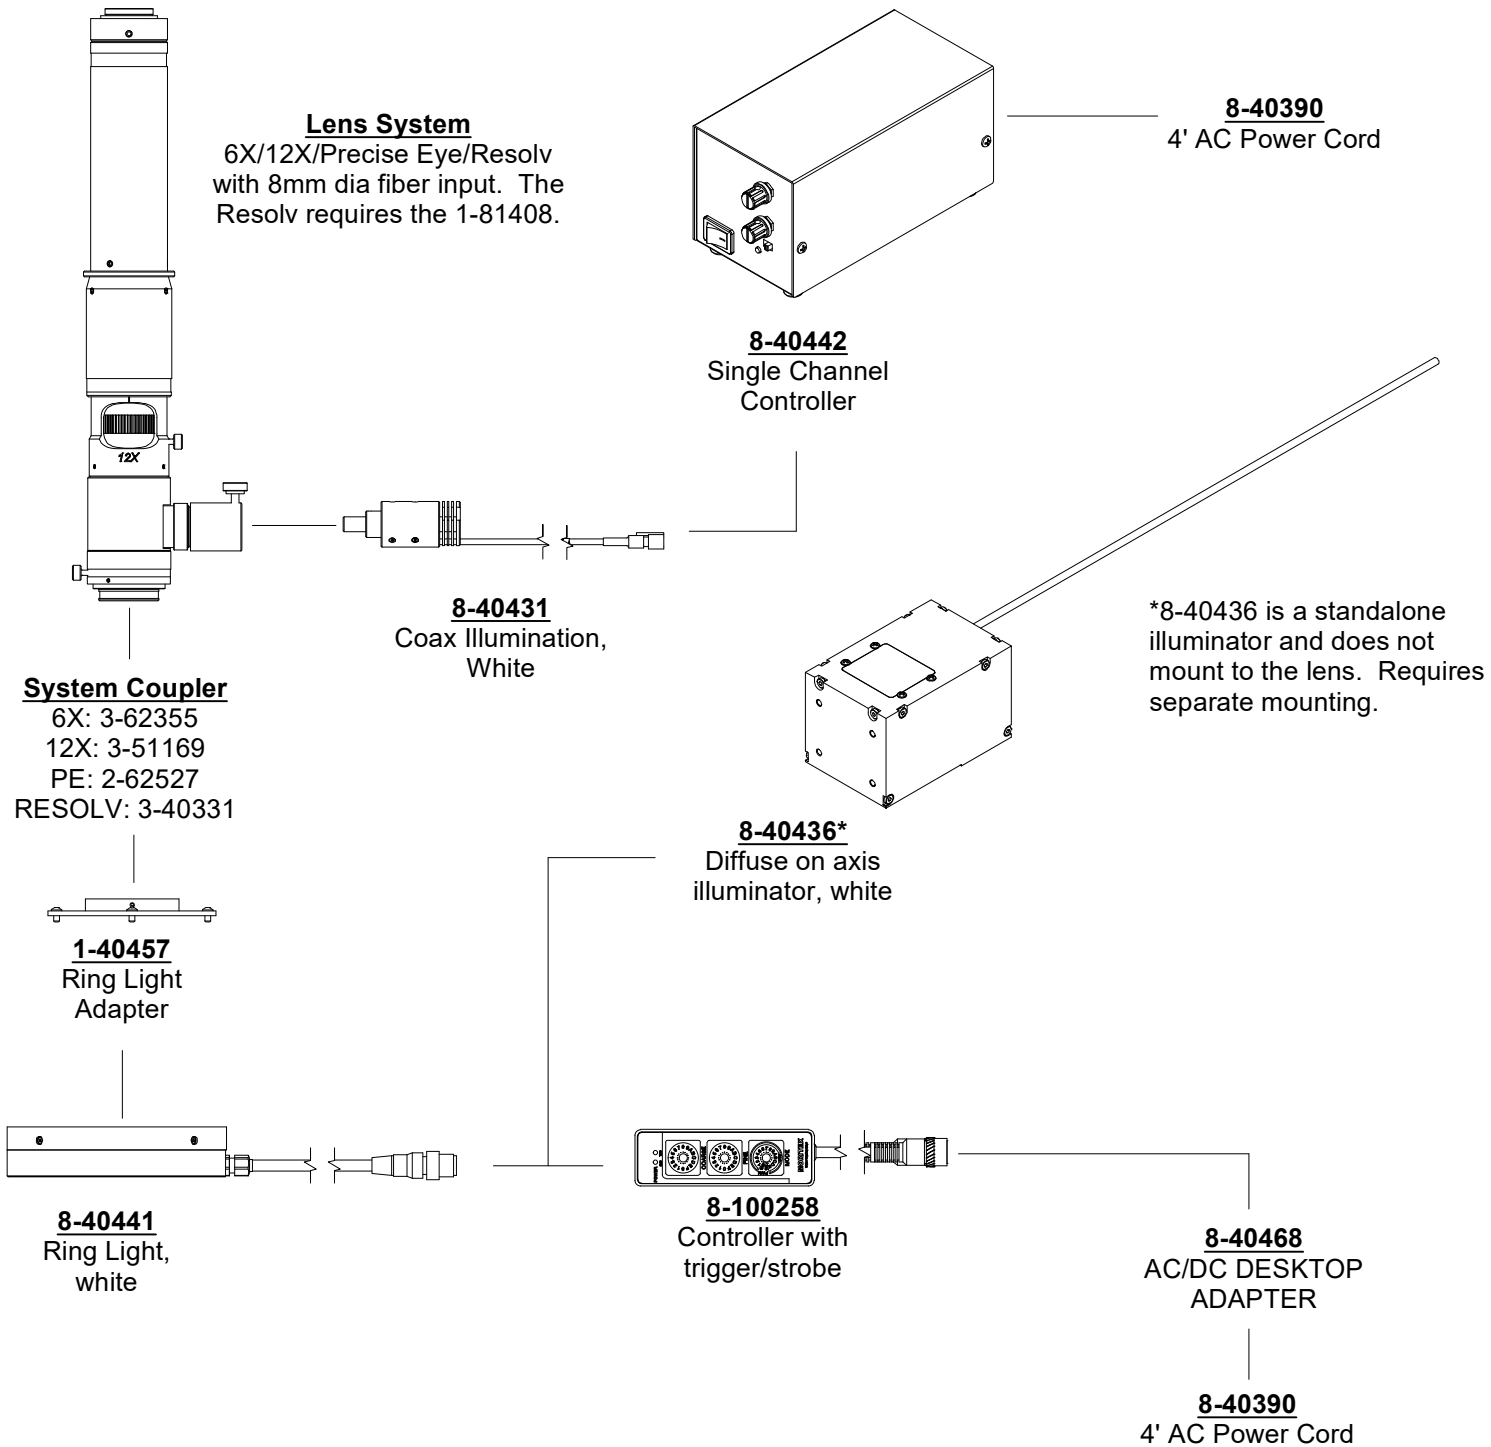 Lens System
6X/12X/Precise Eye/Resolv
with 8mm dia fiber input.  The
Resolv requires the 1-81408.
8-40390
4' AC Power Cord
8-40442
Single Channel
Controller
12X
8-40431
Coax Illumination,
White
*8-40436 is a standalone
illuminator and does not
mount to the lens.  Requires
separate mounting.
System Coupler
6X: 3-62355
12X: 3-51169
PE: 2-62527
RESOLV: 3-40331
8-40436*
Diffuse on axis
illuminator, white
1-40457
Ring Light
Adapter
8-40441
Ring Light,
white
COARSE
FINE
MODE
8-100258
Controller with
trigger/strobe
8-40468
AC/DC DESKTOP
ADAPTER
8-40390
4' AC Power Cord